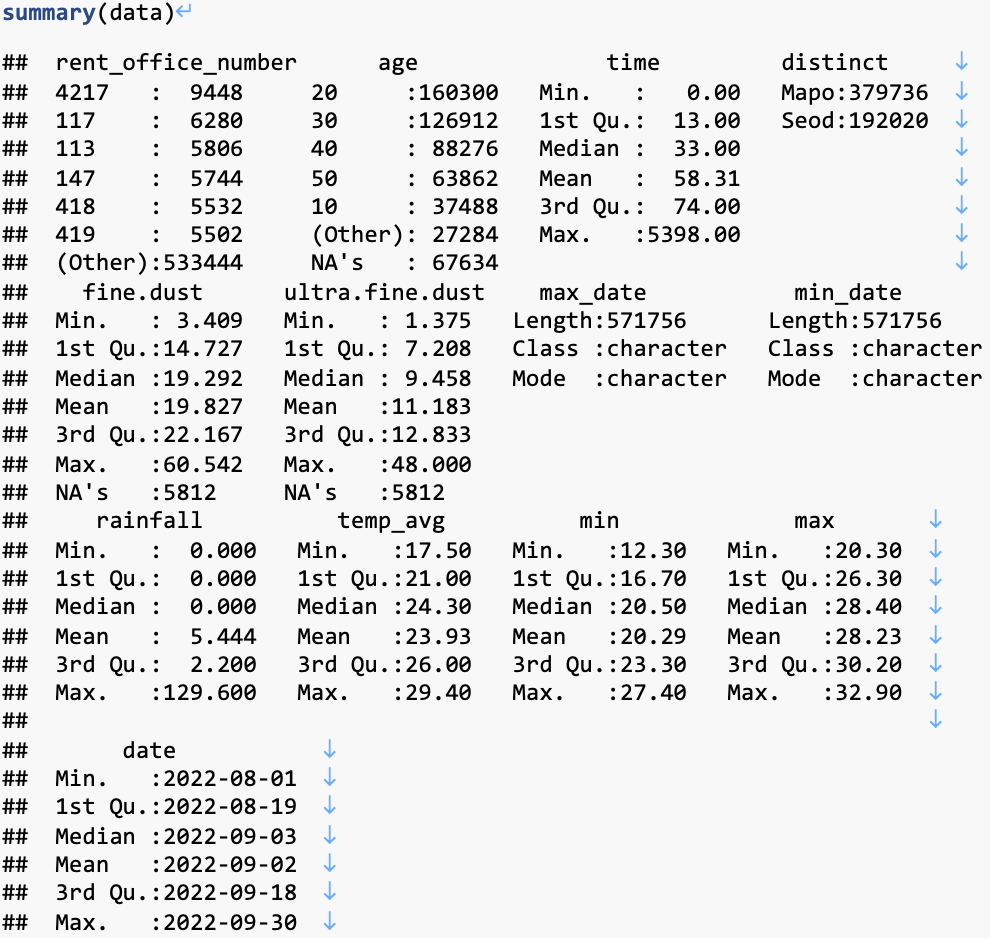 summary(data)↵
##  rent_office_number      age              time         distinct     ↓
##  4217   :  9448     20     :160300   Min.   :   0.00   Mapo:379736  ↓
##  117    :  6280     30     :126912   1st Qu.:  13.00   Seod:192020  ↓
##  113    :  5806     40     : 88276   Median :  33.00                ↓
##  147    :  5744     50     : 63862   Mean   :  58.31                ↓
##  418    :  5532     10     : 37488   3rd Qu.:  74.00                ↓
##  419    :  5502     (Other): 27284   Max.   :5398.00                ↓
##  (Other):533444     NA's   : 67634                                  ↓
##    fine.dust      ultra.fine.dust    max_date           min_date
##  Min.   : 3.409   Min.   : 1.375   Length:571756      Length:571756
##  1st Qu.:14.727   1st Qu.: 7.208   Class :character   Class :character
##  Median :19.292   Median : 9.458   Mode  :character   Mode  :character
##  Mean   :19.827   Mean   :11.183
##  3rd Qu.:22.167   3rd Qu.:12.833
##  Max.   :60.542   Max.   :48.000
##  NA's   :5812     NA's   :5812
##     rainfall          temp_avg          min             max       ↓
##  Min.   :  0.000   Min.   :17.50   Min.   :12.30   Min.   :20.30  ↓
##  1st Qu.:  0.000   1st Qu.:21.00   1st Qu.:16.70   1st Qu.:26.30  ↓
##  Median :  0.000   Median :24.30   Median :20.50   Median :28.40  ↓
##  Mean   :  5.444   Mean   :23.93   Mean   :20.29   Mean   :28.23  ↓
##  3rd Qu.:  2.200   3rd Qu.:26.00   3rd Qu.:23.30   3rd Qu.:30.20  ↓
##  Max.   :129.600   Max.   :29.40   Max.   :27.40   Max.   :32.90  ↓
##                                                                   ↓
##       date            ↓
##  Min.   :2022-08-01  ↓
##  1st Qu.:2022-08-19  ↓
##  Median :2022-09-03  ↓
##  Mean   :2022-09-02  ↓
##  3rd Qu.:2022-09-18  ↓
##  Max.   :2022-09-30  ↓